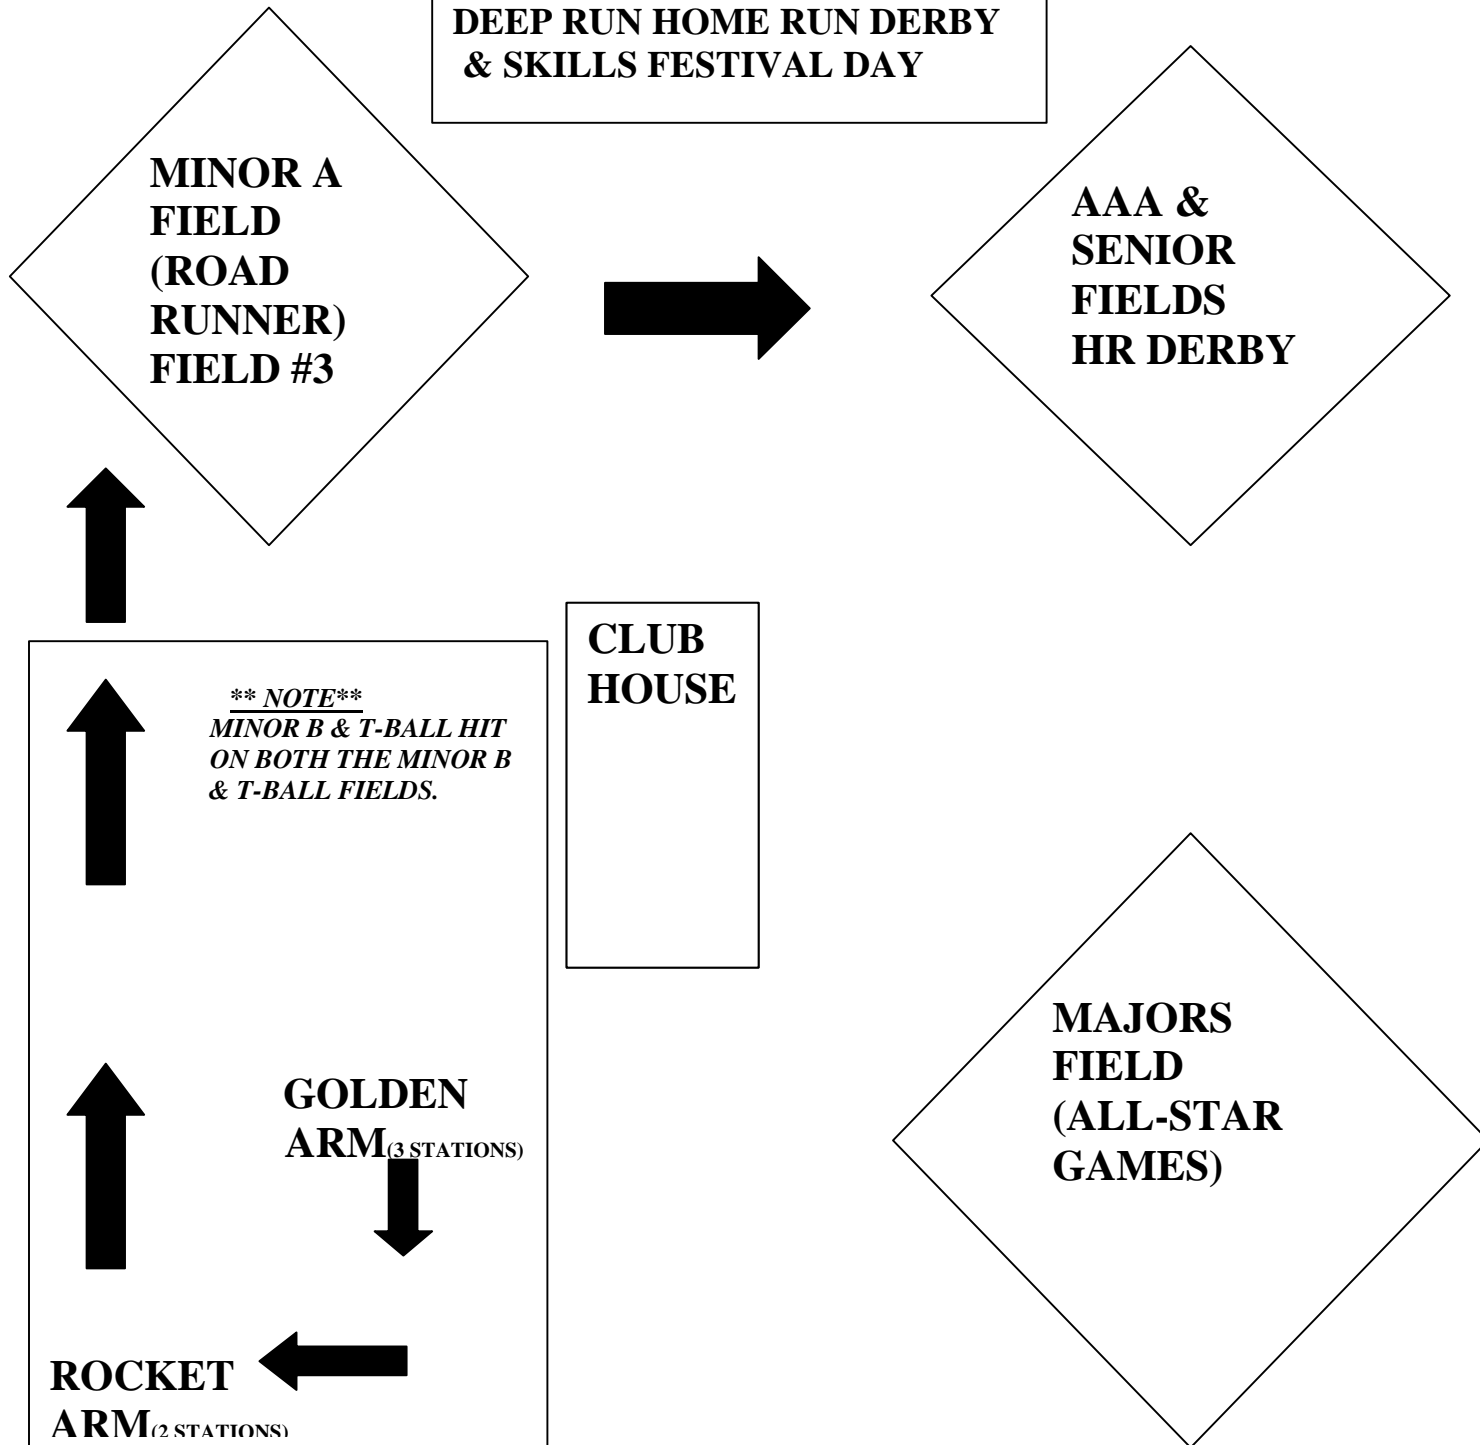 DEEP RUN HOME RUN DERBY
& SKILLS FESTIVAL DAY
MINOR A
FIELD
(ROAD
RUNNER)
FIELD #3
AAA &
SENIOR
FIELDS
HR DERBY
CLUB
HOUSE
** NOTE**
MINOR B & T-BALL HIT
ON BOTH THE MINOR B
& T-BALL FIELDS.
MAJORS
FIELD
(ALL-STAR
GAMES)
GOLDEN
ARM(3 STATIONS)
ROCKET
ARM(2 STATIONS)